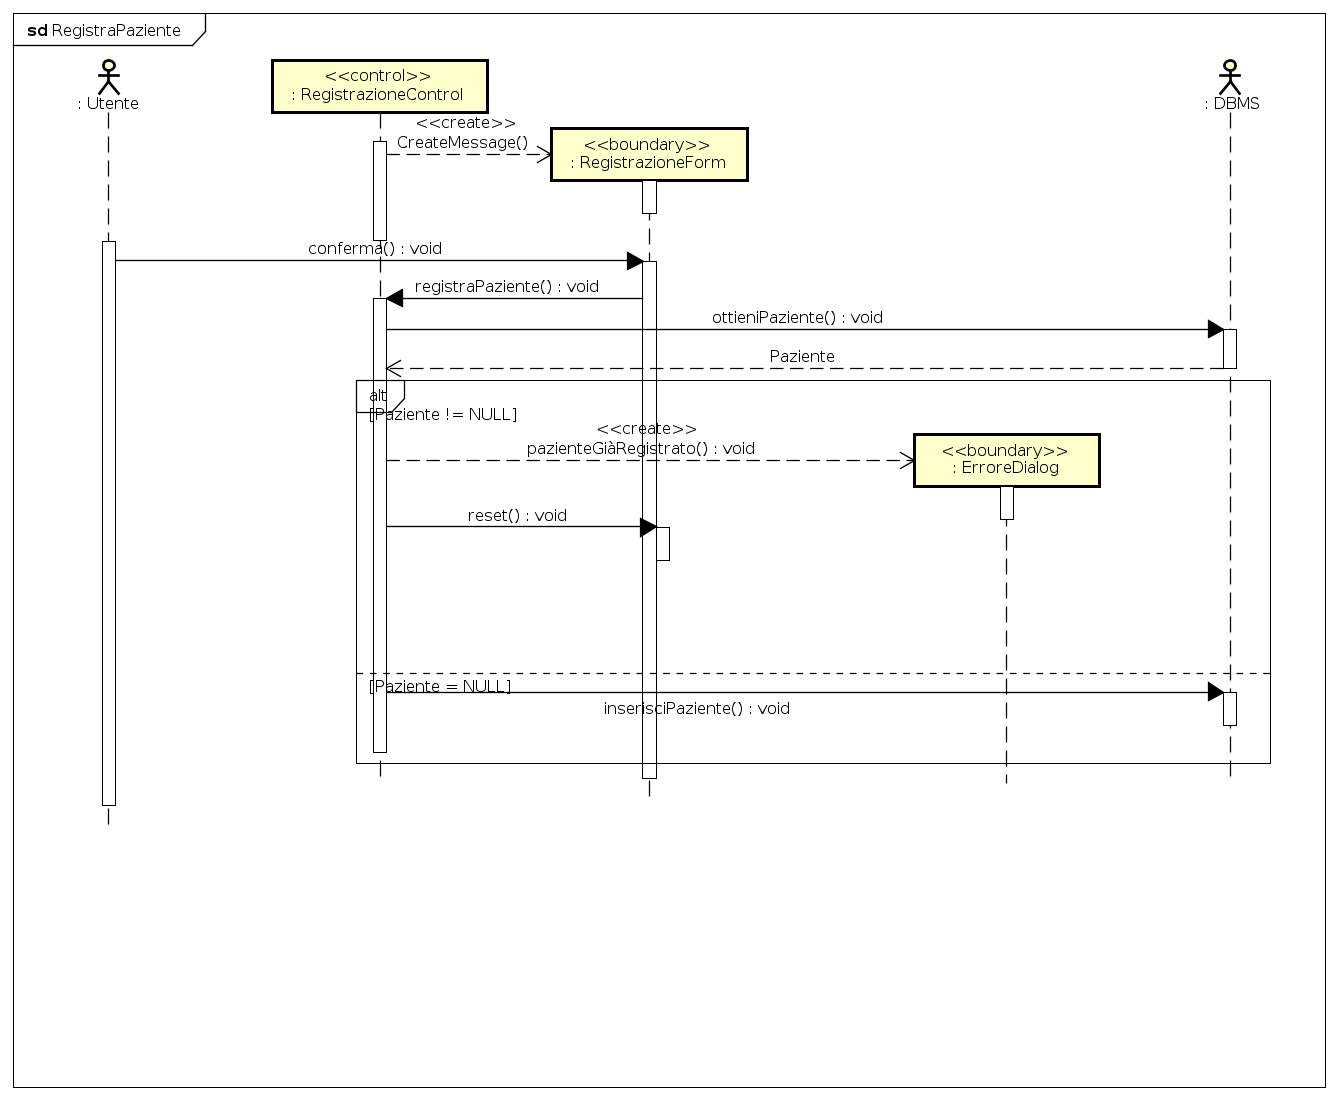 sd RegistraPaziente
: Utente
<<control>>
: RegistrazioneControl
: DBMS
<<create>>
CreateMessage()
<<boundary>>
: RegistrazioneForm
conferma() : void
registraPaziente() : void
ottieniPaziente() : void
Paziente
alt
[Paziente != NULL]
<<create>>
pazienteGiàRegistrato() : void
<<boundary>>
: ErroreDialog
reset() : void
[Paziente = NULL]
inserisciPaziente() : void